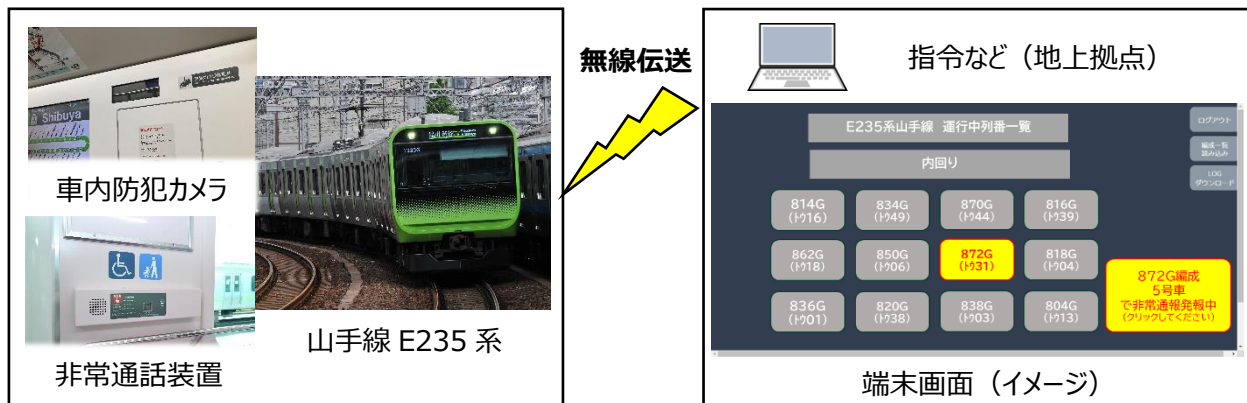 Shibuya
車内防犯カメラ
非常通話装置
山手線 E235 系
無線伝送
指令など（地上拠点）
E235系山手線 運行中列番一覧
内回り
ログアウト
編成一覧
読み込み
LOG
ダウンロード
814G
(ﾄｳ16)
834G
(ﾄｳ49)
870G
(ﾄｳ44)
816G
(ﾄｳ39)
862G
(ﾄｳ18)
850G
(ﾄｳ06)
872G
(ﾄｳ31)
818G
(ﾄｳ04)
836G
(ﾄｳ01)
820G
(ﾄｳ38)
838G
(ﾄｳ03)
804G
(ﾄｳ13)
872G編成
5号車
で非常通報発報中
(クリックしてください)
端末画面（イメージ）